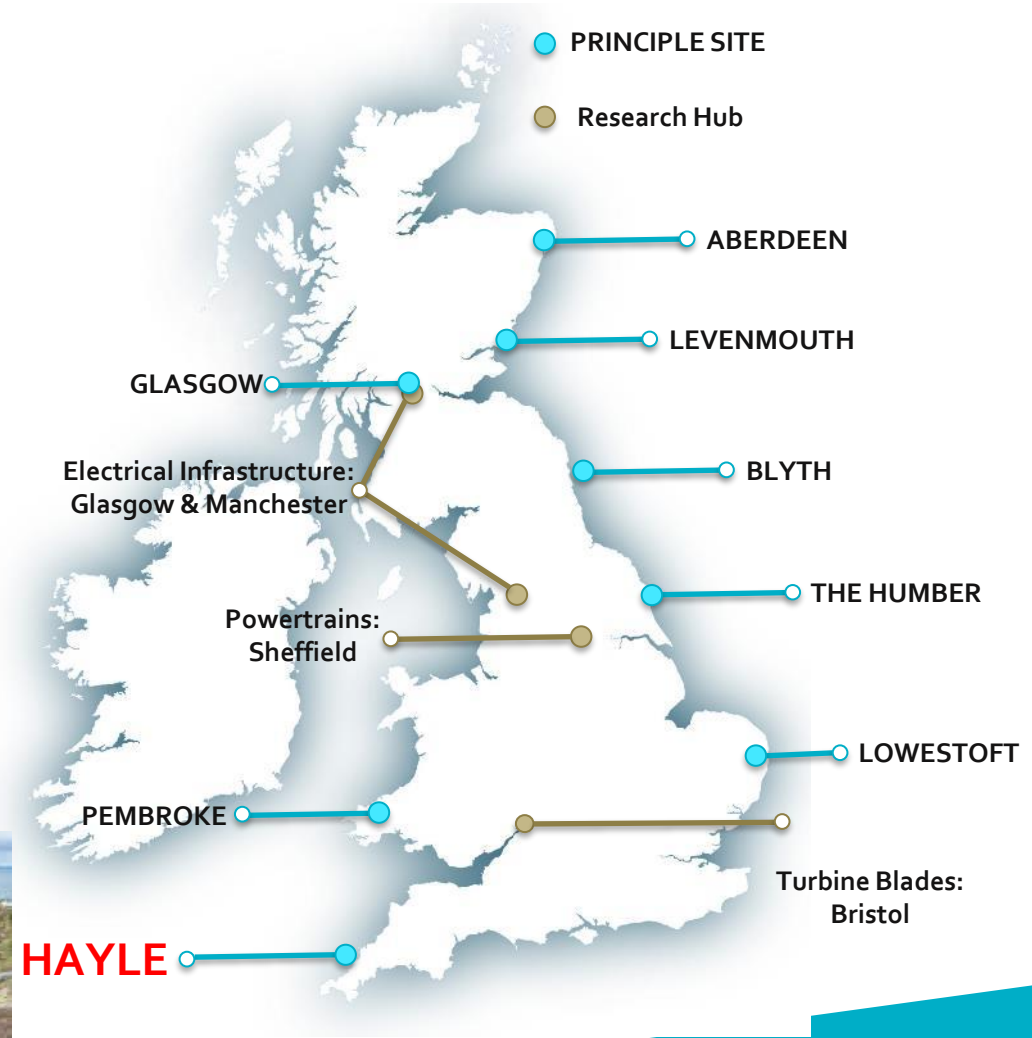 PRINCIPLE SITE
Research Hub
ABERDEEN
LEVENMOUTH
GLASGOW
Electrical Infrastructure:
Glasgow & Manchester
BLYTH
THE HUMBER
Powertrains:
Sheffield
LOWESTOFT
PEMBROKE
Turbine Blades:
Bristol
HAYLE